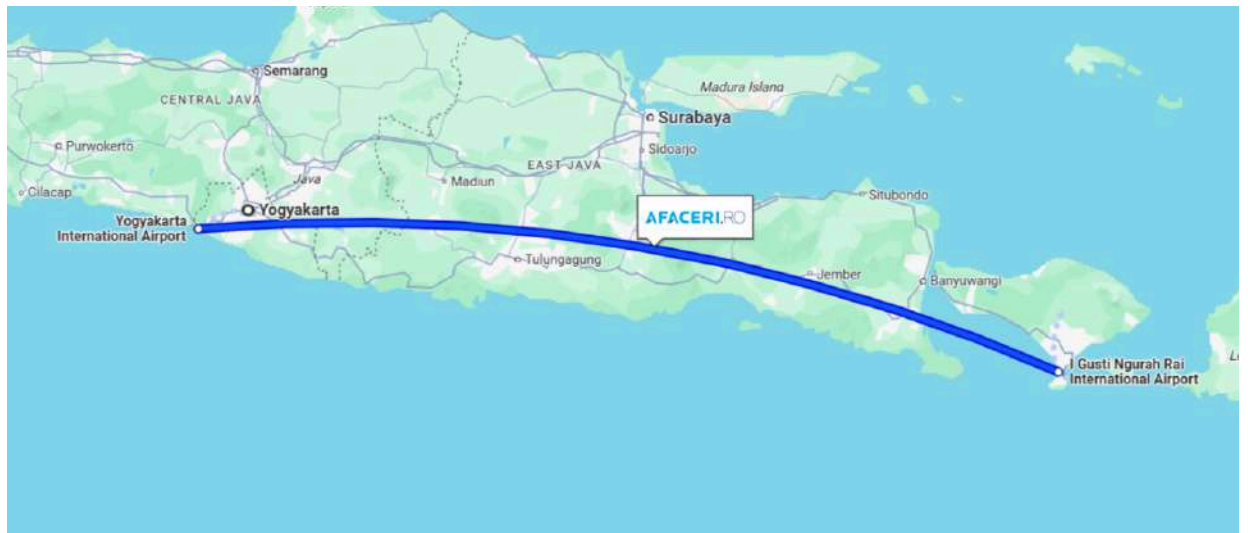 Semarang
CENTRAL JAVA
Madura Island
Surabaya
Purwokerto
Sidoarjo
EAST JAVA
Java
Madiun
Cilacap
Situbondo
AFACERI.RO
Yogyakarta
Yogyakarta
International Airport
Tulungagung
Jember
Banyuwangi
I Gusti Ngurah Rai
International Airport